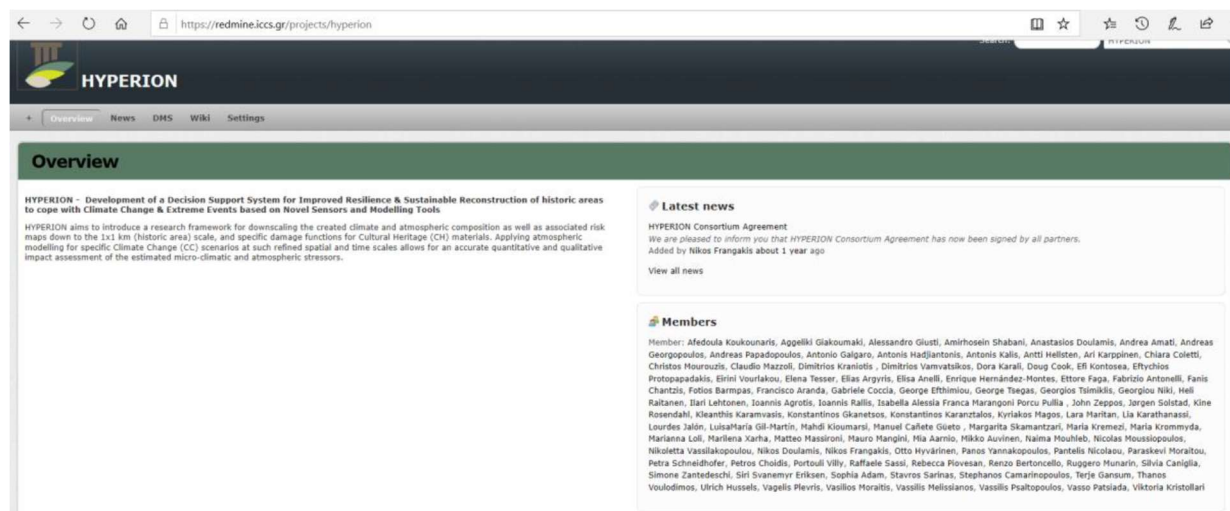 https://redmine.iccs.gr/projects/hyperion
Search:
HYPERION
HYPERION
+ Overview News DMS Wiki Settings
Overview
HYPERION - Development of a Decision Support System for Improved Resilience & Sustainable Reconstruction of historic areas
to cope with Climate Change & Extreme Events based on Novel Sensors and Modelling Tools
HYPERION aims to introduce a research framework for downscaling the created climate and atmospheric composition as well as associated risk
maps down to the 1x1 km (historic area) scale, and specific damage functions for Cultural Heritage (CH) materials. Applying atmospheric
modelling for specific Climate Change (CC) scenarios at such refined spatial and time scales allows for an accurate quantitative and qualitative
impact assessment of the estimated micro-climatic and atmospheric stressors.
Latest news
HYPERION Consortium Agreement
We are pleased to inform you that HYPERION Consortium Agreement has now been signed by all partners.
Added by Nikos Frangakis about 1 year ago
View all news
Members
Member: Afedoula Koukounaris, Aggeliki Giakoumaki, Alessandro Giusti, Amirhosein Shabani, Anastasios Doulamis, Andrea Amati, Andreas
Georgopoulos, Andreas Papadopoulos, Antonio Galgaro, Antonis Hadjiantonis, Antonis Kalis, Antti Hellsten, Ari Karppinen, Chiara Coletti,
Christos Mourouzis, Claudio Mazzoli, Dimitrios Kraniotis , Dimitrios Vamvatsikos, Dora Karali, Doug Cook, Efi Kontosea, Eftychios
Protopapadakis, Eirini Vourlakou, Elena Tesser, Elias Argyris, Elisa Anelli, Enrique Hernández-Montes, Ettore Faga, Fabrizio Antonelli, Fanis
Chantzis, Fotios Barmpas, Francisco Aranda, Gabriele Coccia, George Efthimiou, George Tsegas, Georgios Tsimiklis, Georgiou Niki, Heli
Raitanen, Ilari Lehtonen, Ioannis Agrotis, Ioannis Rallis, Isabella Alessia Franca Marangoni Porcu Pullia , John Zeppos, Jørgen Solstad, Kine
Rosendahl, Kleanthis Karamvasis, Konstantinos Gkanetsos, Konstantinos Karanztalos, Kyriakos Magos, Lara Maritan, Lia Karathanassi,
Lourdes Jalón, LuisaMaría Gil-Martín, Mahdi Kioumarsi, Manuel Cañete Güeto , Margarita Skamantzari, Maria Kremezi, Maria Krommyda,
Marianna Loli, Marilena Xarha, Matteo Massironi, Mauro Mangini, Mia Aarnio, Mikko Auvinen, Naima Mouhleb, Nicolas Moussiopoulos,
Nikoletta Vassilakopoulou, Nikos Doulamis, Nikos Frangakis, Otto Hyvärinen, Panos Yannakopoulos, Pantelis Nicolaou, Paraskevi Moraitou,
Petra Schneidhofer, Petros Choidis, Portouli Villy, Raffaele Sassi, Rebecca Piovesan, Renzo Bertoncello, Ruggero Munarin, Silvia Caniglia,
Simone Zantedeschi, Siri Svanemyr Eriksen, Sophia Adam, Stavros Sarinas, Stephanos Camarinopoulos, Terje Gansum, Thanos
Voulodimos, Ulrich Hussels, Vagelis Plevris, Vasilios Moraitis, Vassilis Melissianos, Vassilis Psaltopoulos, Vasso Patsiada, Viktoria Kristollari